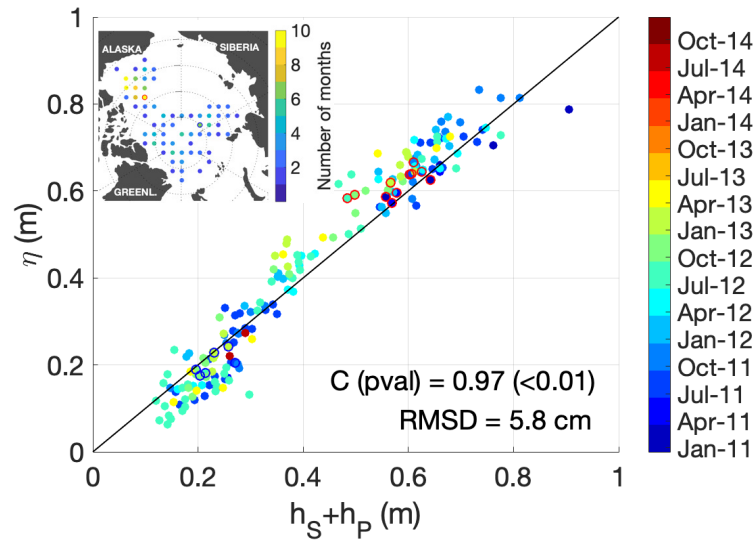 ALASKA
SIBERIA
GREENL.
10
8
6
4
2
Number of months
1
0.8
0.6
0.4
0.2
0
η (m)
0
0.2
0.4
0.6
0.8
1
h_S+h_P (m)
C (pval) = 0.97 (<0.01)
RMSD = 5.8 cm
Oct-14
Jul-14
Apr-14
Jan-14
Oct-13
Jul-13
Apr-13
Jan-13
Oct-12
Jul-12
Apr-12
Jan-12
Oct-11
Jul-11
Apr-11
Jan-11